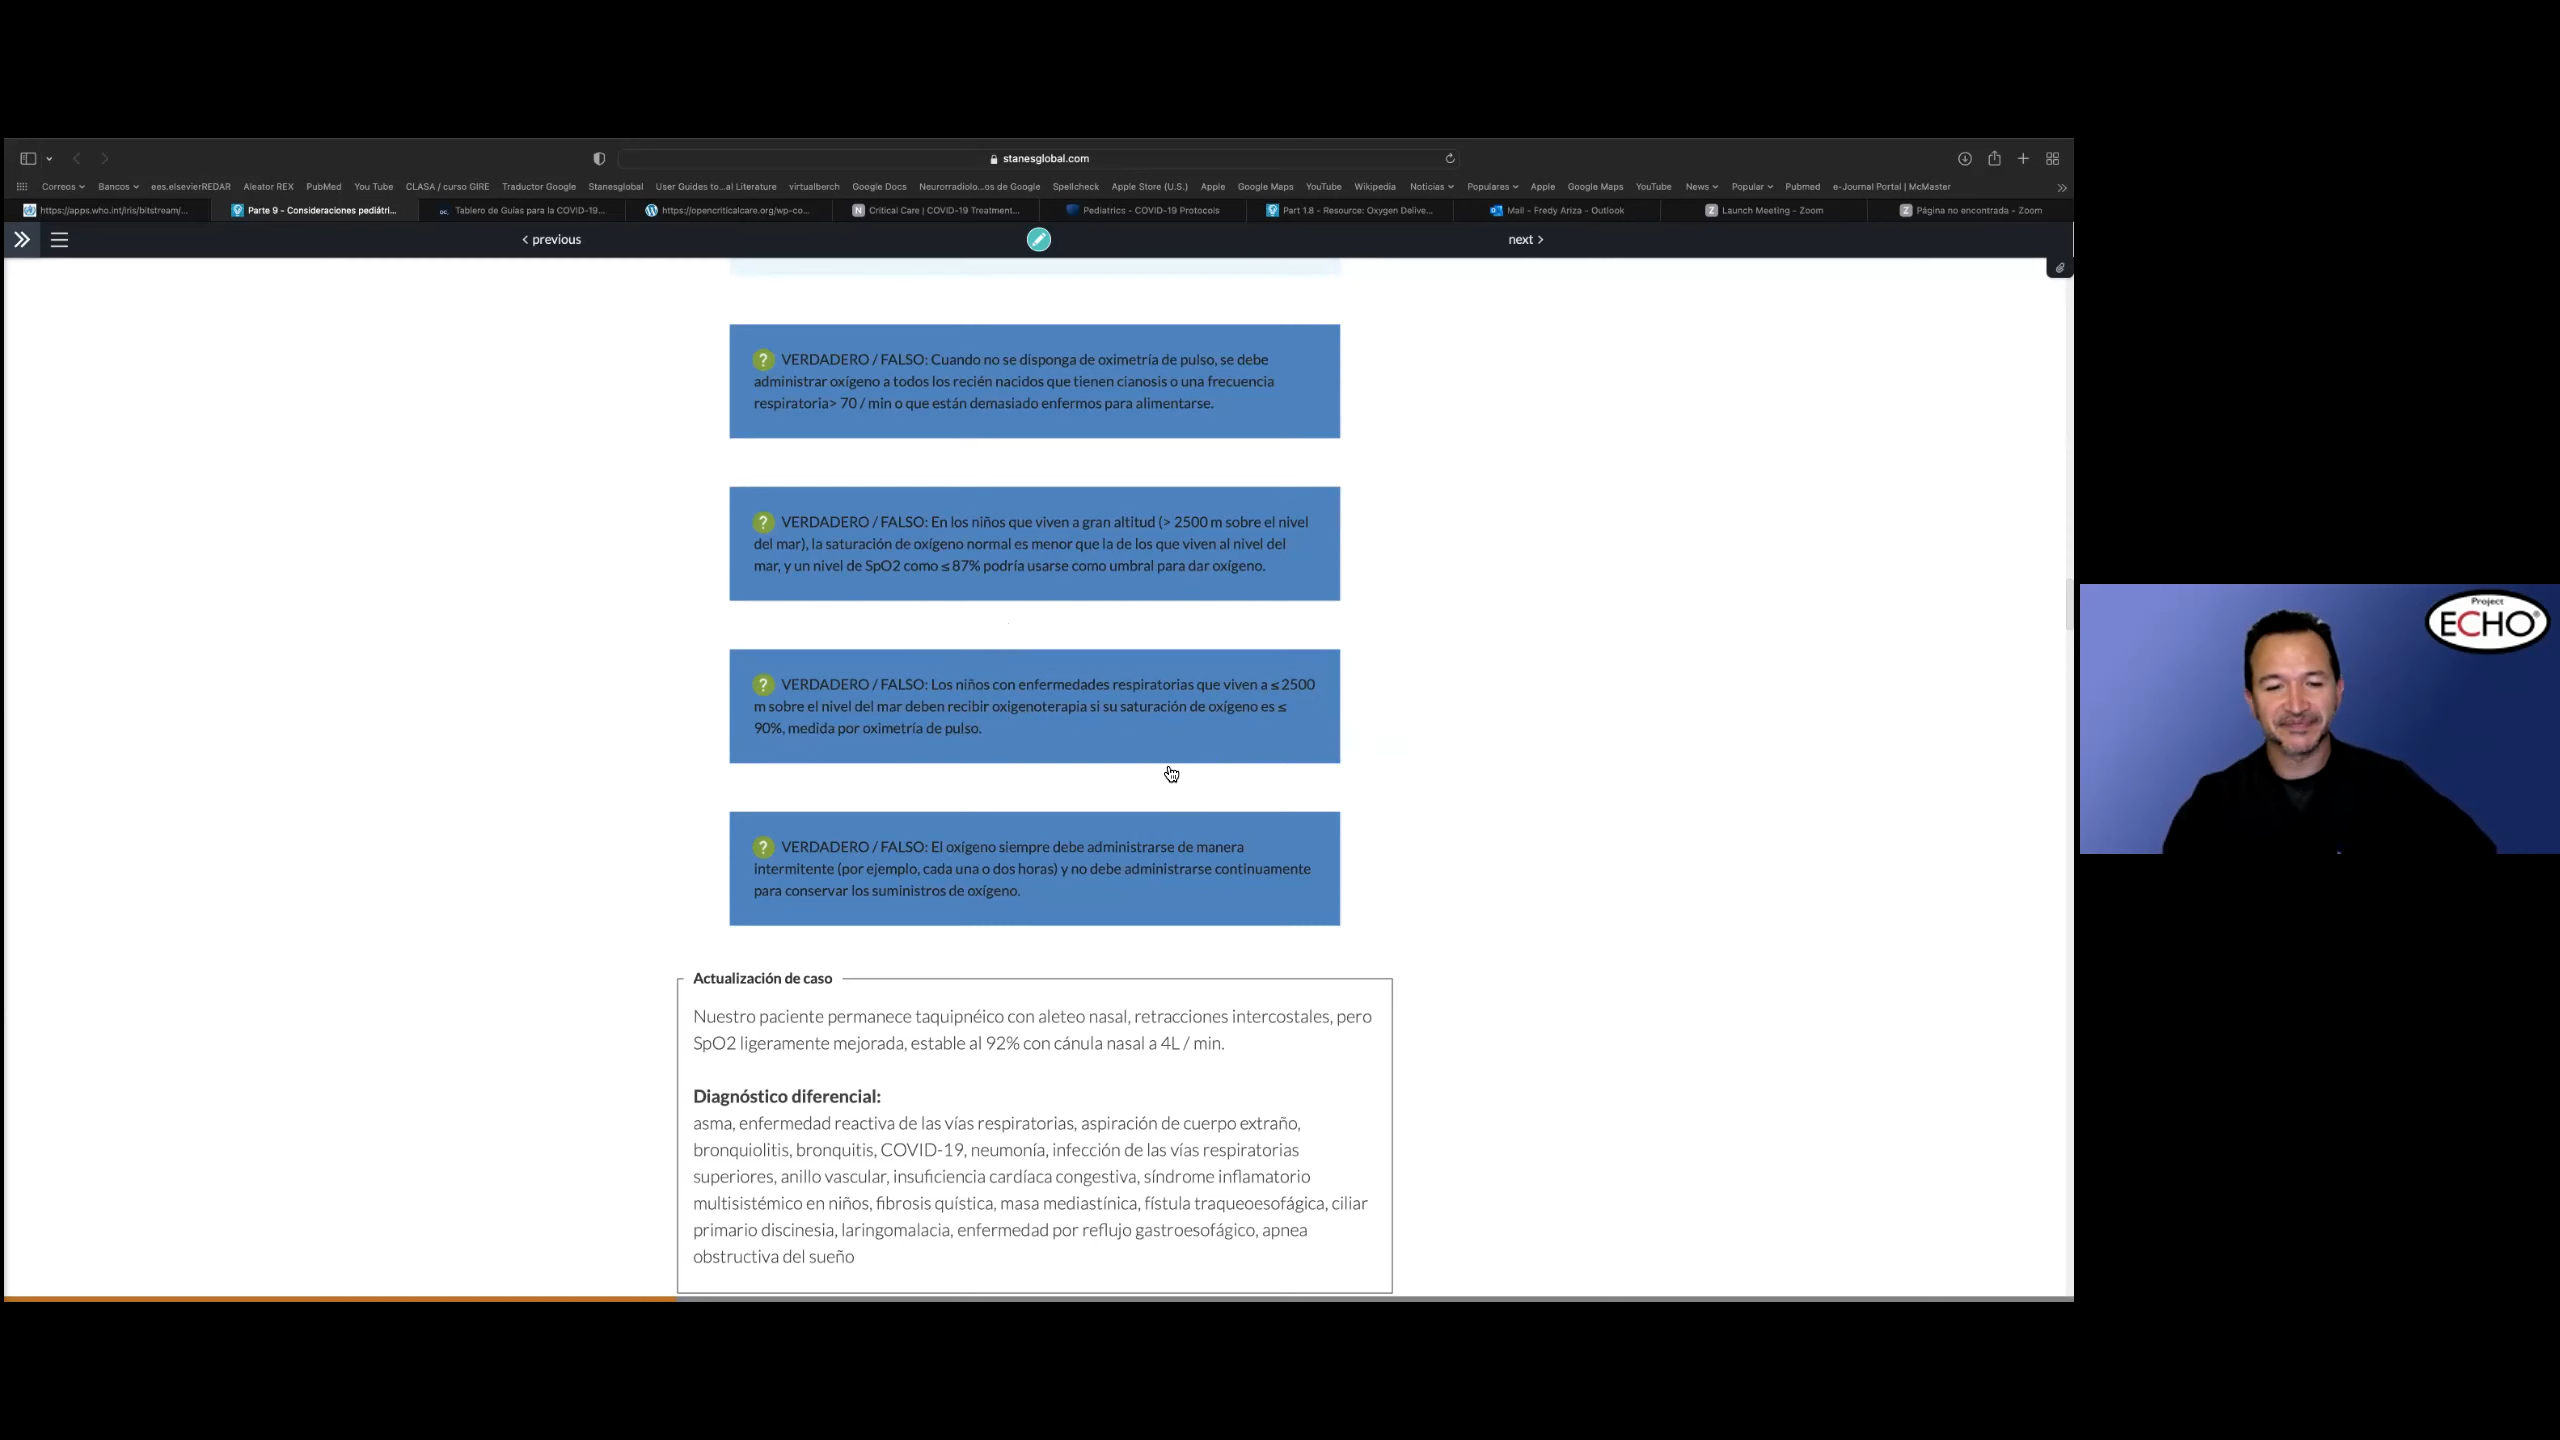 stanesglobal.com
Correos Bancos ees.elsevierREDAR Aleator REX PubMed You Tube CLASA / curso GIRE Traductor Google Stanesglobal User Guides to...al Literature virtualberch Google Docs Neurorradiolo...os de Google Spellcheck Apple Store (U.S.) Apple Google Maps YouTube Wikipedia Noticias Populares Apple Google Maps YouTube News Popular Pubmed e-Journal Portal | McMaster
https://apps.who.int/iris/bitstream/... Parte 9 - Consideraciones pediátri... Tablero de Guías para la COVID-19... https://opencriticalcare.org/wp-co... Critical Care | COVID-19 Treatment... Pediatrics - COVID-19 Protocols Part 1.8 - Resource: Oxygen Delive... Mail - Fredy Ariza - Outlook Launch Meeting - Zoom Página no encontrada - Zoom
< previous next >
? VERDADERO / FALSO: Cuando no se disponga de oximetría de pulso, se debe
administrar oxígeno a todos los recién nacidos que tienen cianosis o una frecuencia
respiratoria> 70 / min o que están demasiado enfermos para alimentarse.
? VERDADERO / FALSO: En los niños que viven a gran altitud (> 2500 m sobre el nivel
del mar), la saturación de oxígeno normal es menor que la de los que viven al nivel del
mar, y un nivel de SpO2 como ≤ 87% podría usarse como umbral para dar oxígeno.
? VERDADERO / FALSO: Los niños con enfermedades respiratorias que viven a ≤ 2500
m sobre el nivel del mar deben recibir oxigenoterapia si su saturación de oxígeno es ≤
90%, medida por oximetría de pulso.
? VERDADERO / FALSO: El oxígeno siempre debe administrarse de manera
intermitente (por ejemplo, cada una o dos horas) y no debe administrarse continuamente
para conservar los suministros de oxígeno.
Actualización de caso
Nuestro paciente permanece taquipnéico con aleteo nasal, retracciones intercostales, pero
SpO2 ligeramente mejorada, estable al 92% con cánula nasal a 4L / min.
Diagnóstico diferencial:
asma, enfermedad reactiva de las vías respiratorias, aspiración de cuerpo extraño,
bronquiolitis, bronquitis, COVID-19, neumonía, infección de las vías respiratorias
superiores, anillo vascular, insuficiencia cardíaca congestiva, síndrome inflamatorio
multisistémico en niños, fibrosis quística, masa mediastínica, fístula traqueoesofágica, ciliar
primario discinesia, laringomalacia, enfermedad por reflujo gastroesofágico, apnea
obstructiva del sueño
Project
ECHO®